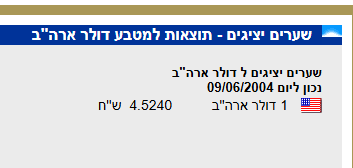 שערים יציגים - תוצאות למטבע דולר ארה"ב
שערים יציגים ל דולר ארה"ב
נכון ליום 09/06/2004
1 דולר ארה"ב 4.5240 ש"ח